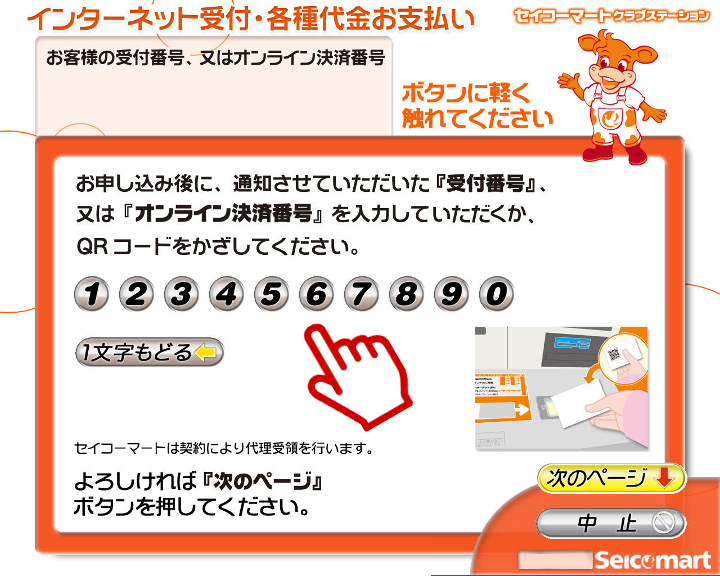 インターネット受付・各種代金お支払い
セイコーマートクラブステーション
お客様の受付番号、又はオンライン決済番号
ボタンに軽く
触れてください
お申し込み後に、通知させていただいた『受付番号』、
又は『オンライン決済番号』を入力していただくか、
QRコードをかざしてください。
1 2 3 4 5 6 7 8 9 0
1文字もどる
セイコーマートは契約により代理受領を行います。
よろしければ『次のページ』
ボタンを押してください。
次のページ
中止
Seicomart